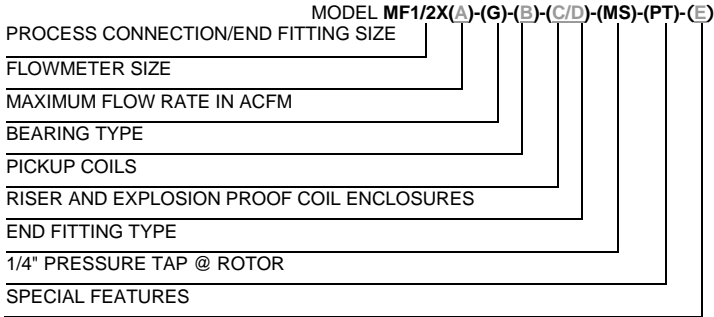 MODEL MF1/2X(A)-(G)-(B)-(C/D)-(MS)-(PT)-(E)
PROCESS CONNECTION/END FITTING SIZE
FLOWMETER SIZE
MAXIMUM FLOW RATE IN ACFM
BEARING TYPE
PICKUP COILS
RISER AND EXPLOSION PROOF COIL ENCLOSURES
END FITTING TYPE
1/4" PRESSURE TAP @ ROTOR
SPECIAL FEATURES